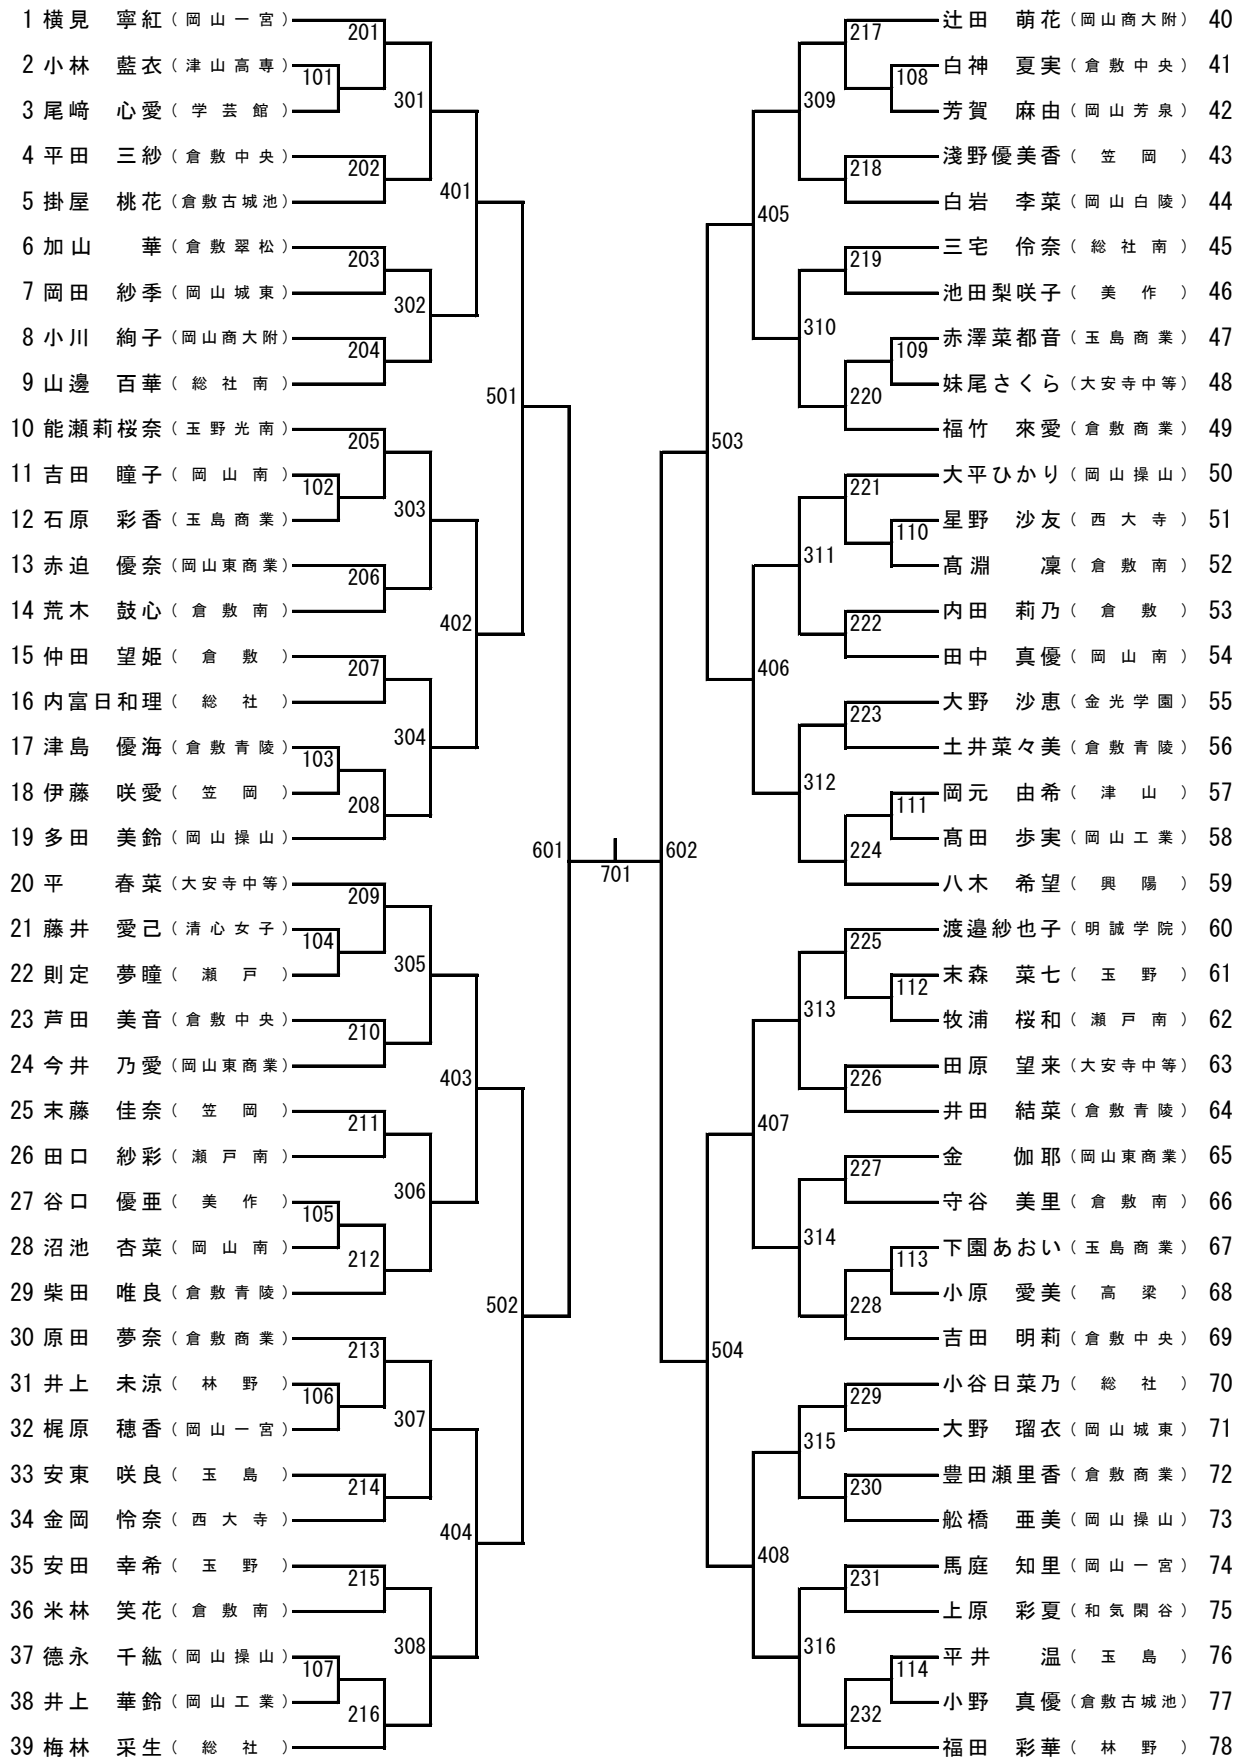 1 横見 寧紅 (岡山一宮)
2 小林 藍衣 (津山高専)
3 尾﨑 心愛 (学芸館)
4 平田 三紗 (倉敷中央)
5 掛屋 桃花 (倉敷古城池)
6 加山 華 (倉敷翠松)
7 岡田 紗季 (岡山城東)
8 小川 絢子 (岡山商大附)
9 山邊 百華 (総社南)
10 能瀬莉桜奈 (玉野光南)
11 吉田 瞳子 (岡山南)
12 石原 彩香 (玉島商業)
13 赤迫 優奈 (岡山東商業)
14 荒木 鼓心 (倉敷南)
15 仲田 望姫 (倉敷)
16 内富日和理 (総社)
17 津島 優海 (倉敷青陵)
18 伊藤 咲愛 (笠岡)
19 多田 美鈴 (岡山操山)
20 平 春菜 (大安寺中等)
21 藤井 愛己 (清心女子)
22 則定 夢瞳 (瀬戸)
23 芦田 美音 (倉敷中央)
24 今井 乃愛 (岡山東商業)
25 末藤 佳奈 (笠岡)
26 田口 紗彩 (瀬戸南)
27 谷口 優亜 (美作)
28 沼池 杏菜 (岡山南)
29 柴田 唯良 (倉敷青陵)
30 原田 夢奈 (倉敷商業)
31 井上 未涼 (林野)
32 梶原 穂香 (岡山一宮)
33 安東 咲良 (玉島)
34 金岡 怜奈 (西大寺)
35 安田 幸希 (玉野)
36 米林 笑花 (倉敷南)
37 德永 千紘 (岡山操山)
38 井上 華鈴 (岡山工業)
39 梅林 采生 (総社)
101
102
103
104
105
106
107
201
202
203
204
205
206
207
208
209
210
211
212
213
214
215
216
301
302
303
304
305
306
307
308
401
402
403
404
501
502
601
701
602
503
504
405
406
407
408
309
310
311
312
313
314
315
316
217
218
219
220
221
222
223
224
225
226
227
228
229
230
231
232
108
109
110
111
112
113
114
辻田 萌花 (岡山商大附) 40
白神 夏実 (倉敷中央) 41
芳賀 麻由 (岡山芳泉) 42
淺野優美香 (笠岡) 43
白岩 李菜 (岡山白陵) 44
三宅 伶奈 (総社南) 45
池田梨咲子 (美作) 46
赤澤菜都音 (玉島商業) 47
妹尾さくら (大安寺中等) 48
福竹 來愛 (倉敷商業) 49
大平ひかり (岡山操山) 50
星野 沙友 (西大寺) 51
髙淵 凜 (倉敷南) 52
内田 莉乃 (倉敷) 53
田中 真優 (岡山南) 54
大野 沙恵 (金光学園) 55
土井菜々美 (倉敷青陵) 56
岡元 由希 (津山) 57
髙田 歩実 (岡山工業) 58
八木 希望 (興陽) 59
渡邉紗也子 (明誠学院) 60
末森 菜七 (玉野) 61
牧浦 桜和 (瀬戸南) 62
田原 望来 (大安寺中等) 63
井田 結菜 (倉敷青陵) 64
金 伽耶 (岡山東商業) 65
守谷 美里 (倉敷南) 66
下園あおい (玉島商業) 67
小原 愛美 (高梁) 68
吉田 明莉 (倉敷中央) 69
小谷日菜乃 (総社) 70
大野 瑠衣 (岡山城東) 71
豊田瀬里香 (倉敷商業) 72
舩橋 亜美 (岡山操山) 73
馬庭 知里 (岡山一宮) 74
上原 彩夏 (和気閑谷) 75
平井 温 (玉島) 76
小野 真優 (倉敷古城池) 77
福田 彩華 (林野) 78